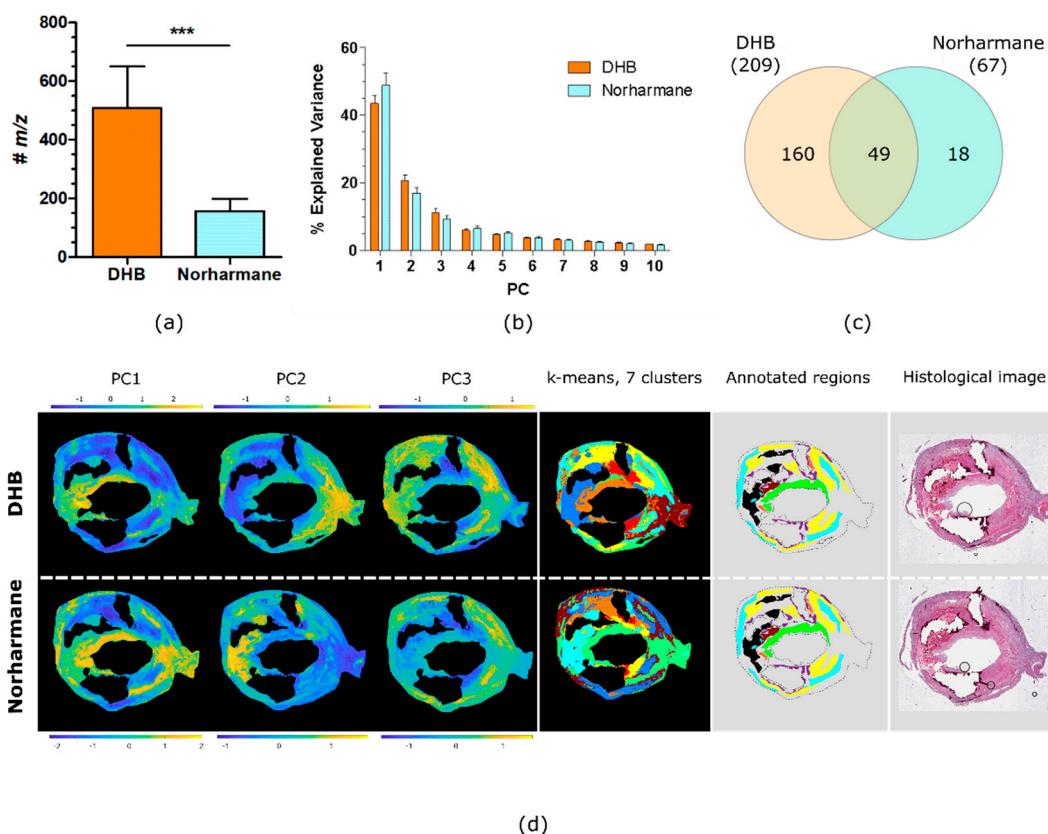 800
600
400
200
0
# m/z
***
DHB
Norharmane
(a)
60
40
20
0
% Explained Variance
DHB
Norharmane
1 2 3 4 5 6 7 8 9 10
PC
(b)
DHB
(209)
Norharmane
(67)
160
49
18
(c)
PC1
PC2
PC3
k-means, 7 clusters
Annotated regions
Histological image
-1 0 1 2
-1 0 1
-1 0 1
DHB
Norharmane
-2 -1 0 1 2
-1 0 1
-1 0 1
(d)